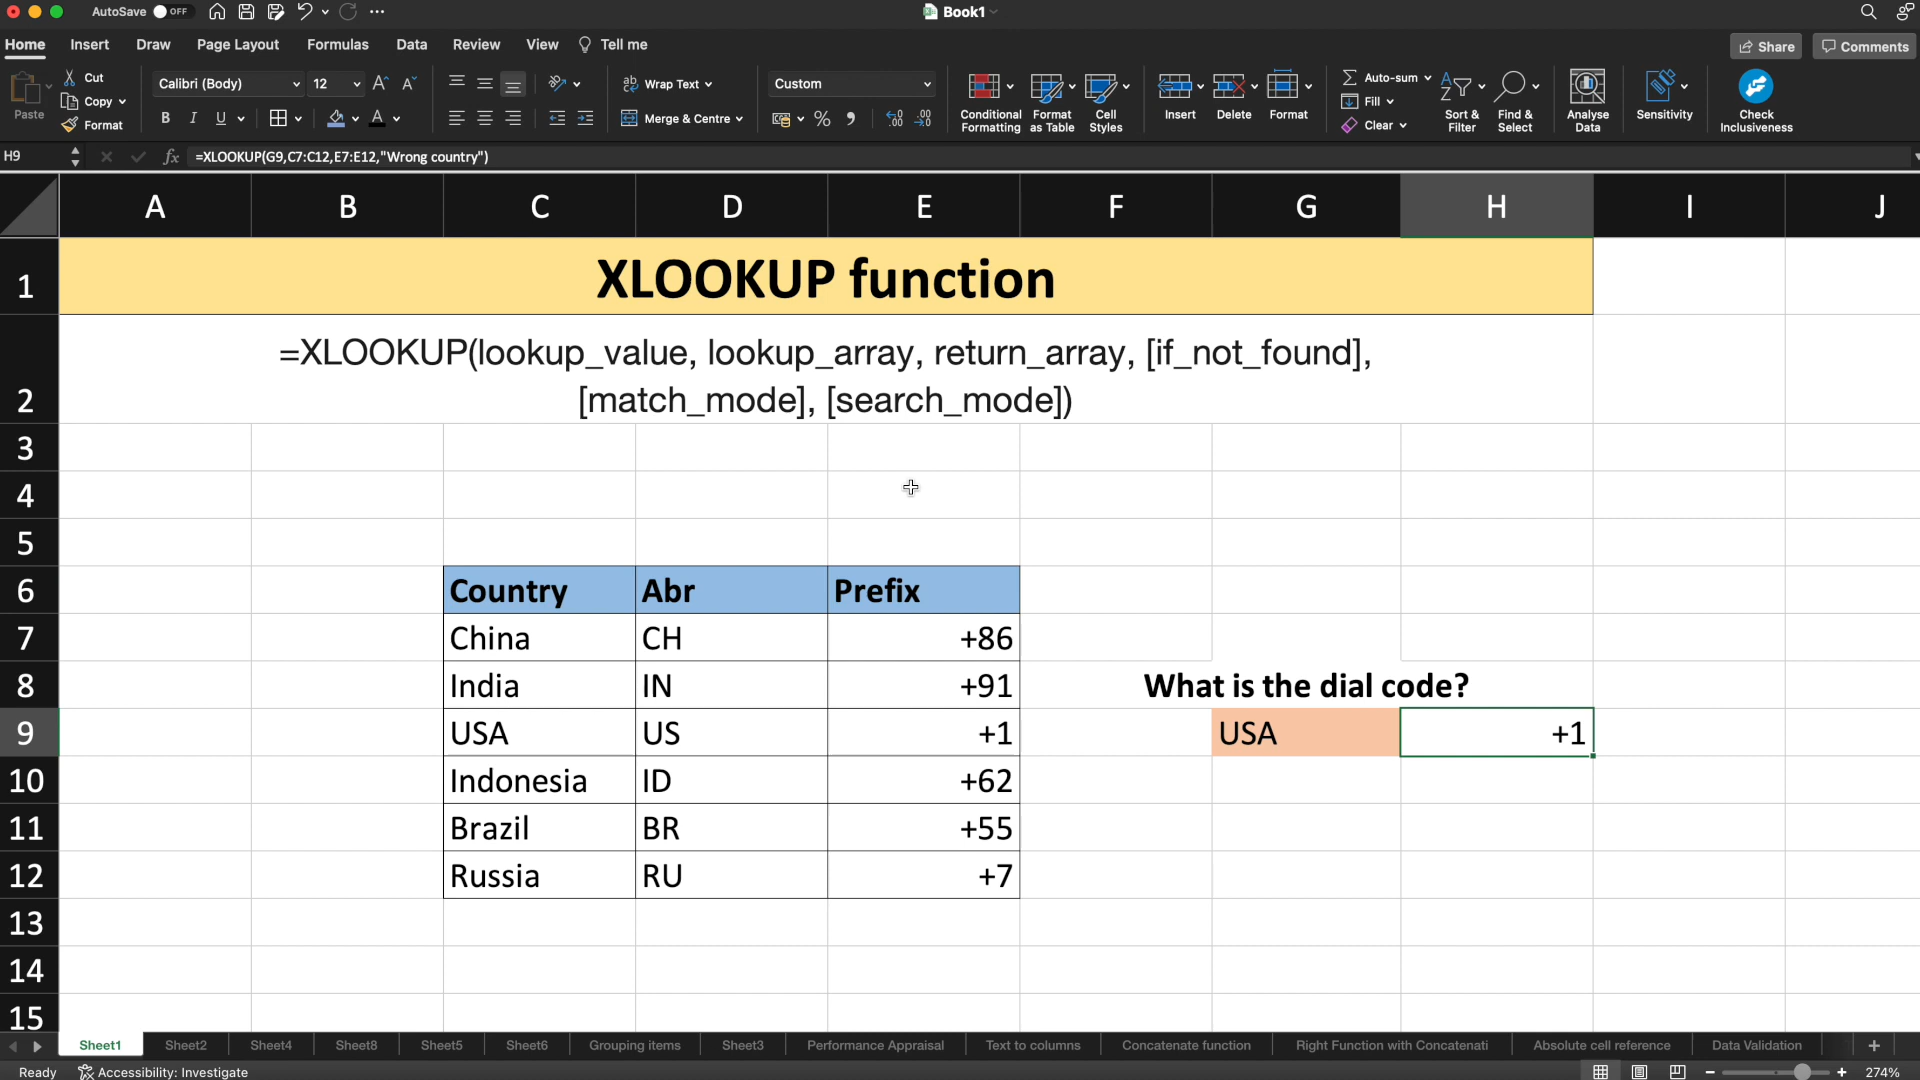 AutoSave OFF Book1
Home Insert Draw Page Layout Formulas Data Review View Tell me Share Comments
Paste Cut Copy Format
Calibri (Body) 12
B I U A
Wrap Text
Merge & Centre
Custom
Conditional Formatting
Format as Table
Cell Styles
Insert Delete Format
Auto-sum
Fill
Clear
Sort & Filter
Find & Select
Analyse Data
Sensitivity
Check Inclusiveness
H9 fx =XLOOKUP(G9,C7:C12,E7:E12,"Wrong country")
A B C D E F G H I J
1 XLOOKUP function
2 =XLOOKUP(lookup_value, lookup_array, return_array, [if_not_found],
[match_mode], [search_mode])
3
4
5
6 Country Abr Prefix
7 China CH +86
8 India IN +91 What is the dial code?
9 USA US +1 USA +1
10 Indonesia ID +62
11 Brazil BR +55
12 Russia RU +7
13
14
15
Sheet1 Sheet2 Sheet4 Sheet8 Sheet5 Sheet6 Grouping items Sheet3 Performance Appraisal Text to columns Concatenate function Right Function with Concatenati Absolute cell reference Data Validation
Ready Accessibility: Investigate 274%